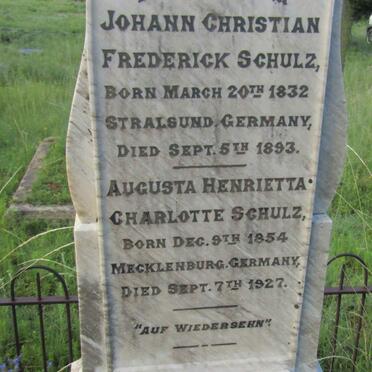 JOHANN CHRISTIAN
FREDERICK SCHULZ,
BORN MARCH 20TH 1832
STRALSUND, GERMANY,
DIED SEPT. 5TH 1893.
AUGUSTA HENRIETTA
CHARLOTTE SCHULZ,
BORN DEC. 9TH 1854
MECKLENBURG, GERMANY,
DIED SEPT. 7TH 1927.
"AUF WIEDERSEHN".